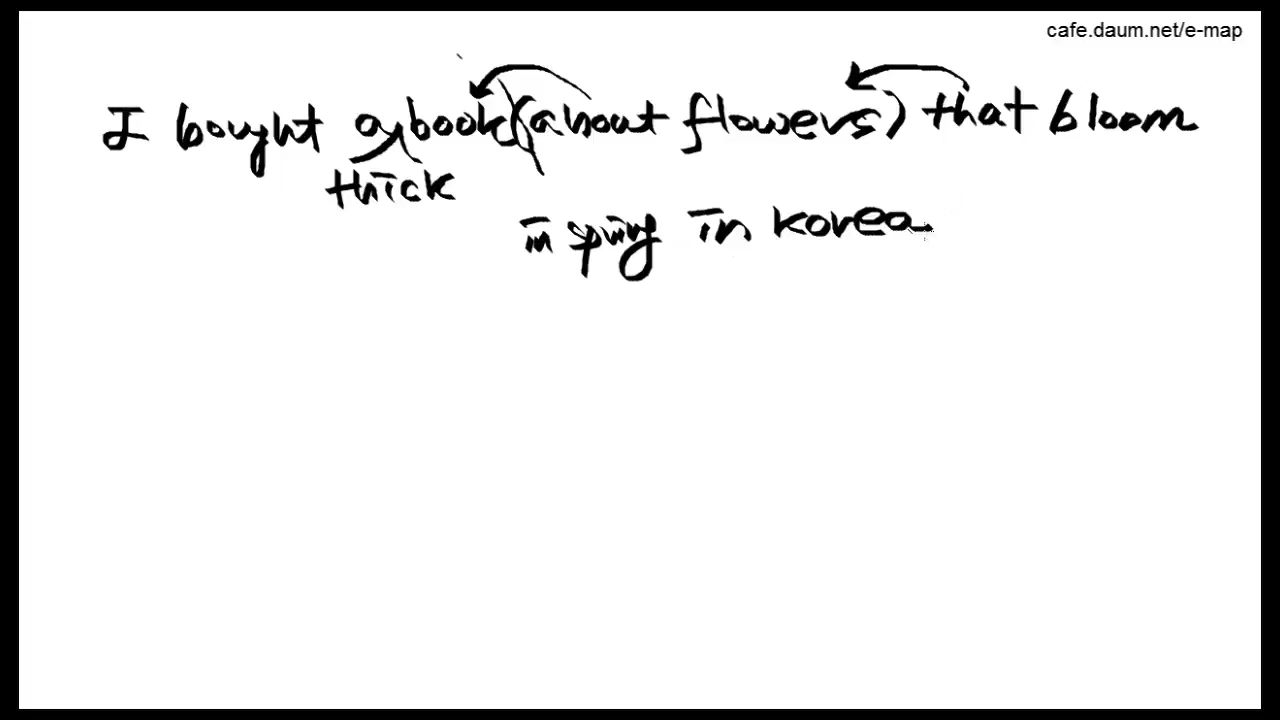 cafe.daum.net/e-map
I bought a book (about flowers) that bloom
thick
in spring in korea